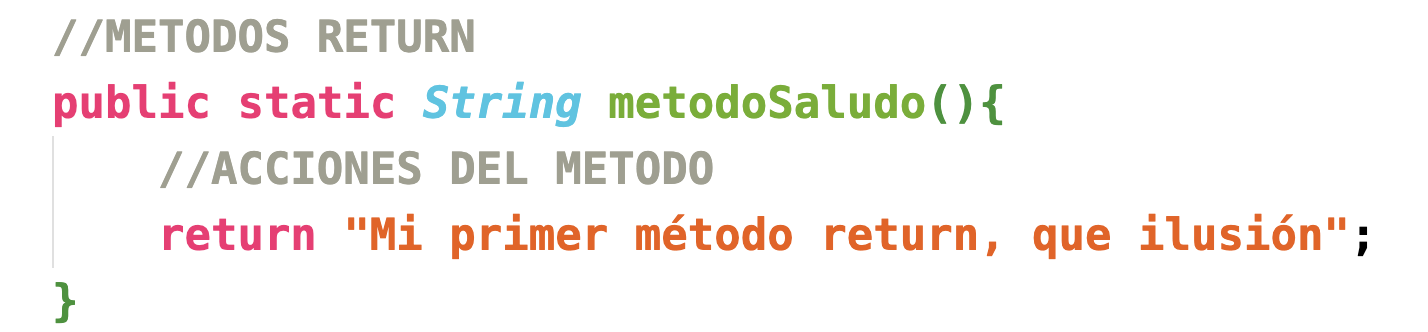 //METODOS RETURN
public static String metodoSaludo(){
//ACCIONES DEL METODO
return "Mi primer método return, que ilusión";
}